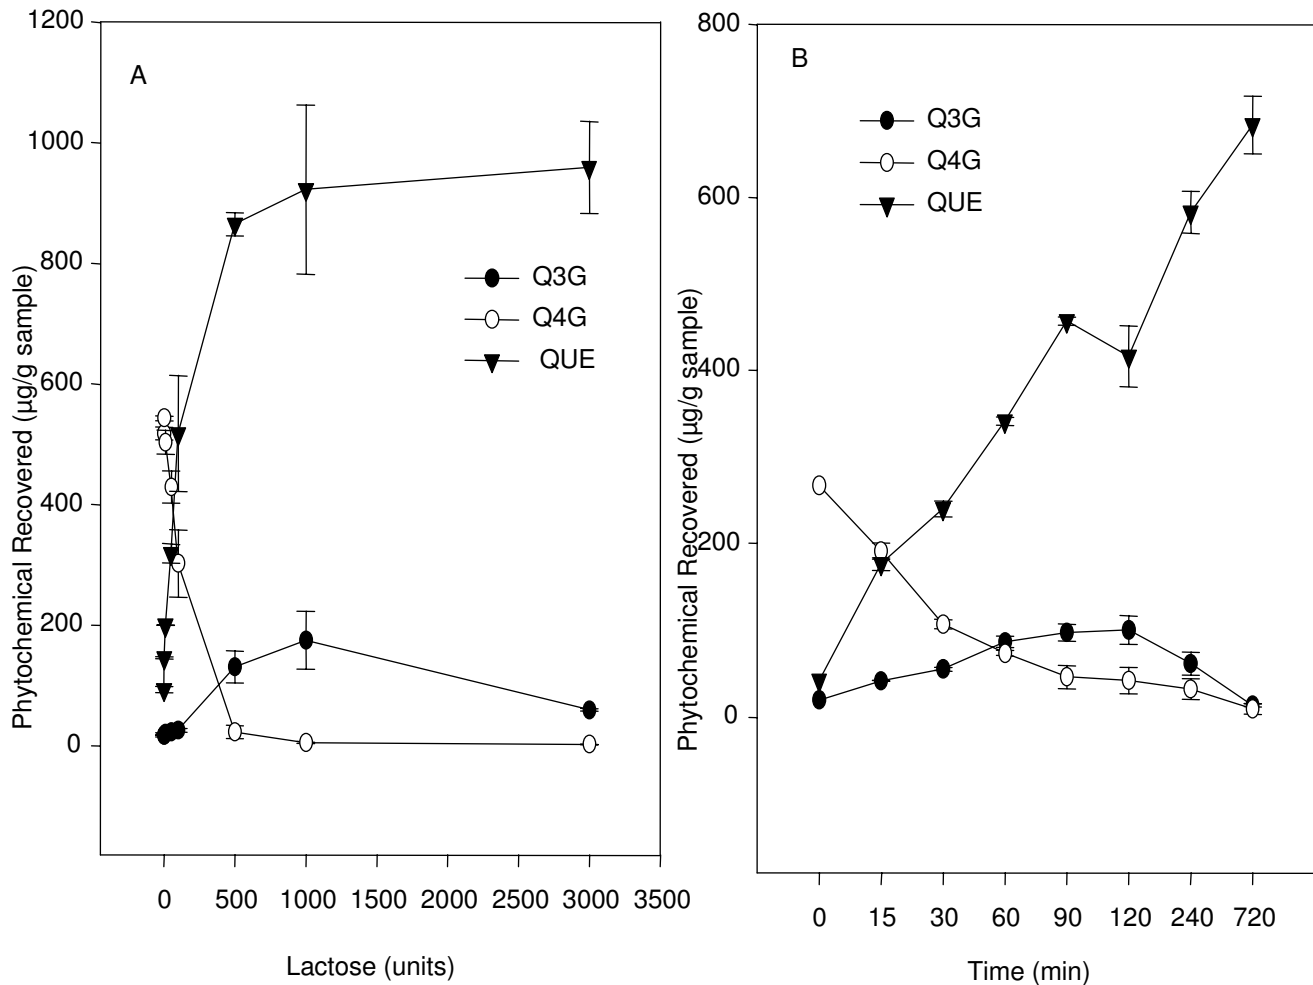 A
1200
1000
800
600
400
200
0
Phytochemical Recovered (µg/g sample)
Q3G
Q4G
QUE
0 500 1000 1500 2000 2500 3000 3500
Lactose (units)
B
800
600
400
200
0
Phytochemical Recovered (µg/g sample)
Q3G
Q4G
QUE
0 15 30 60 90 120 240 720
Time (min)